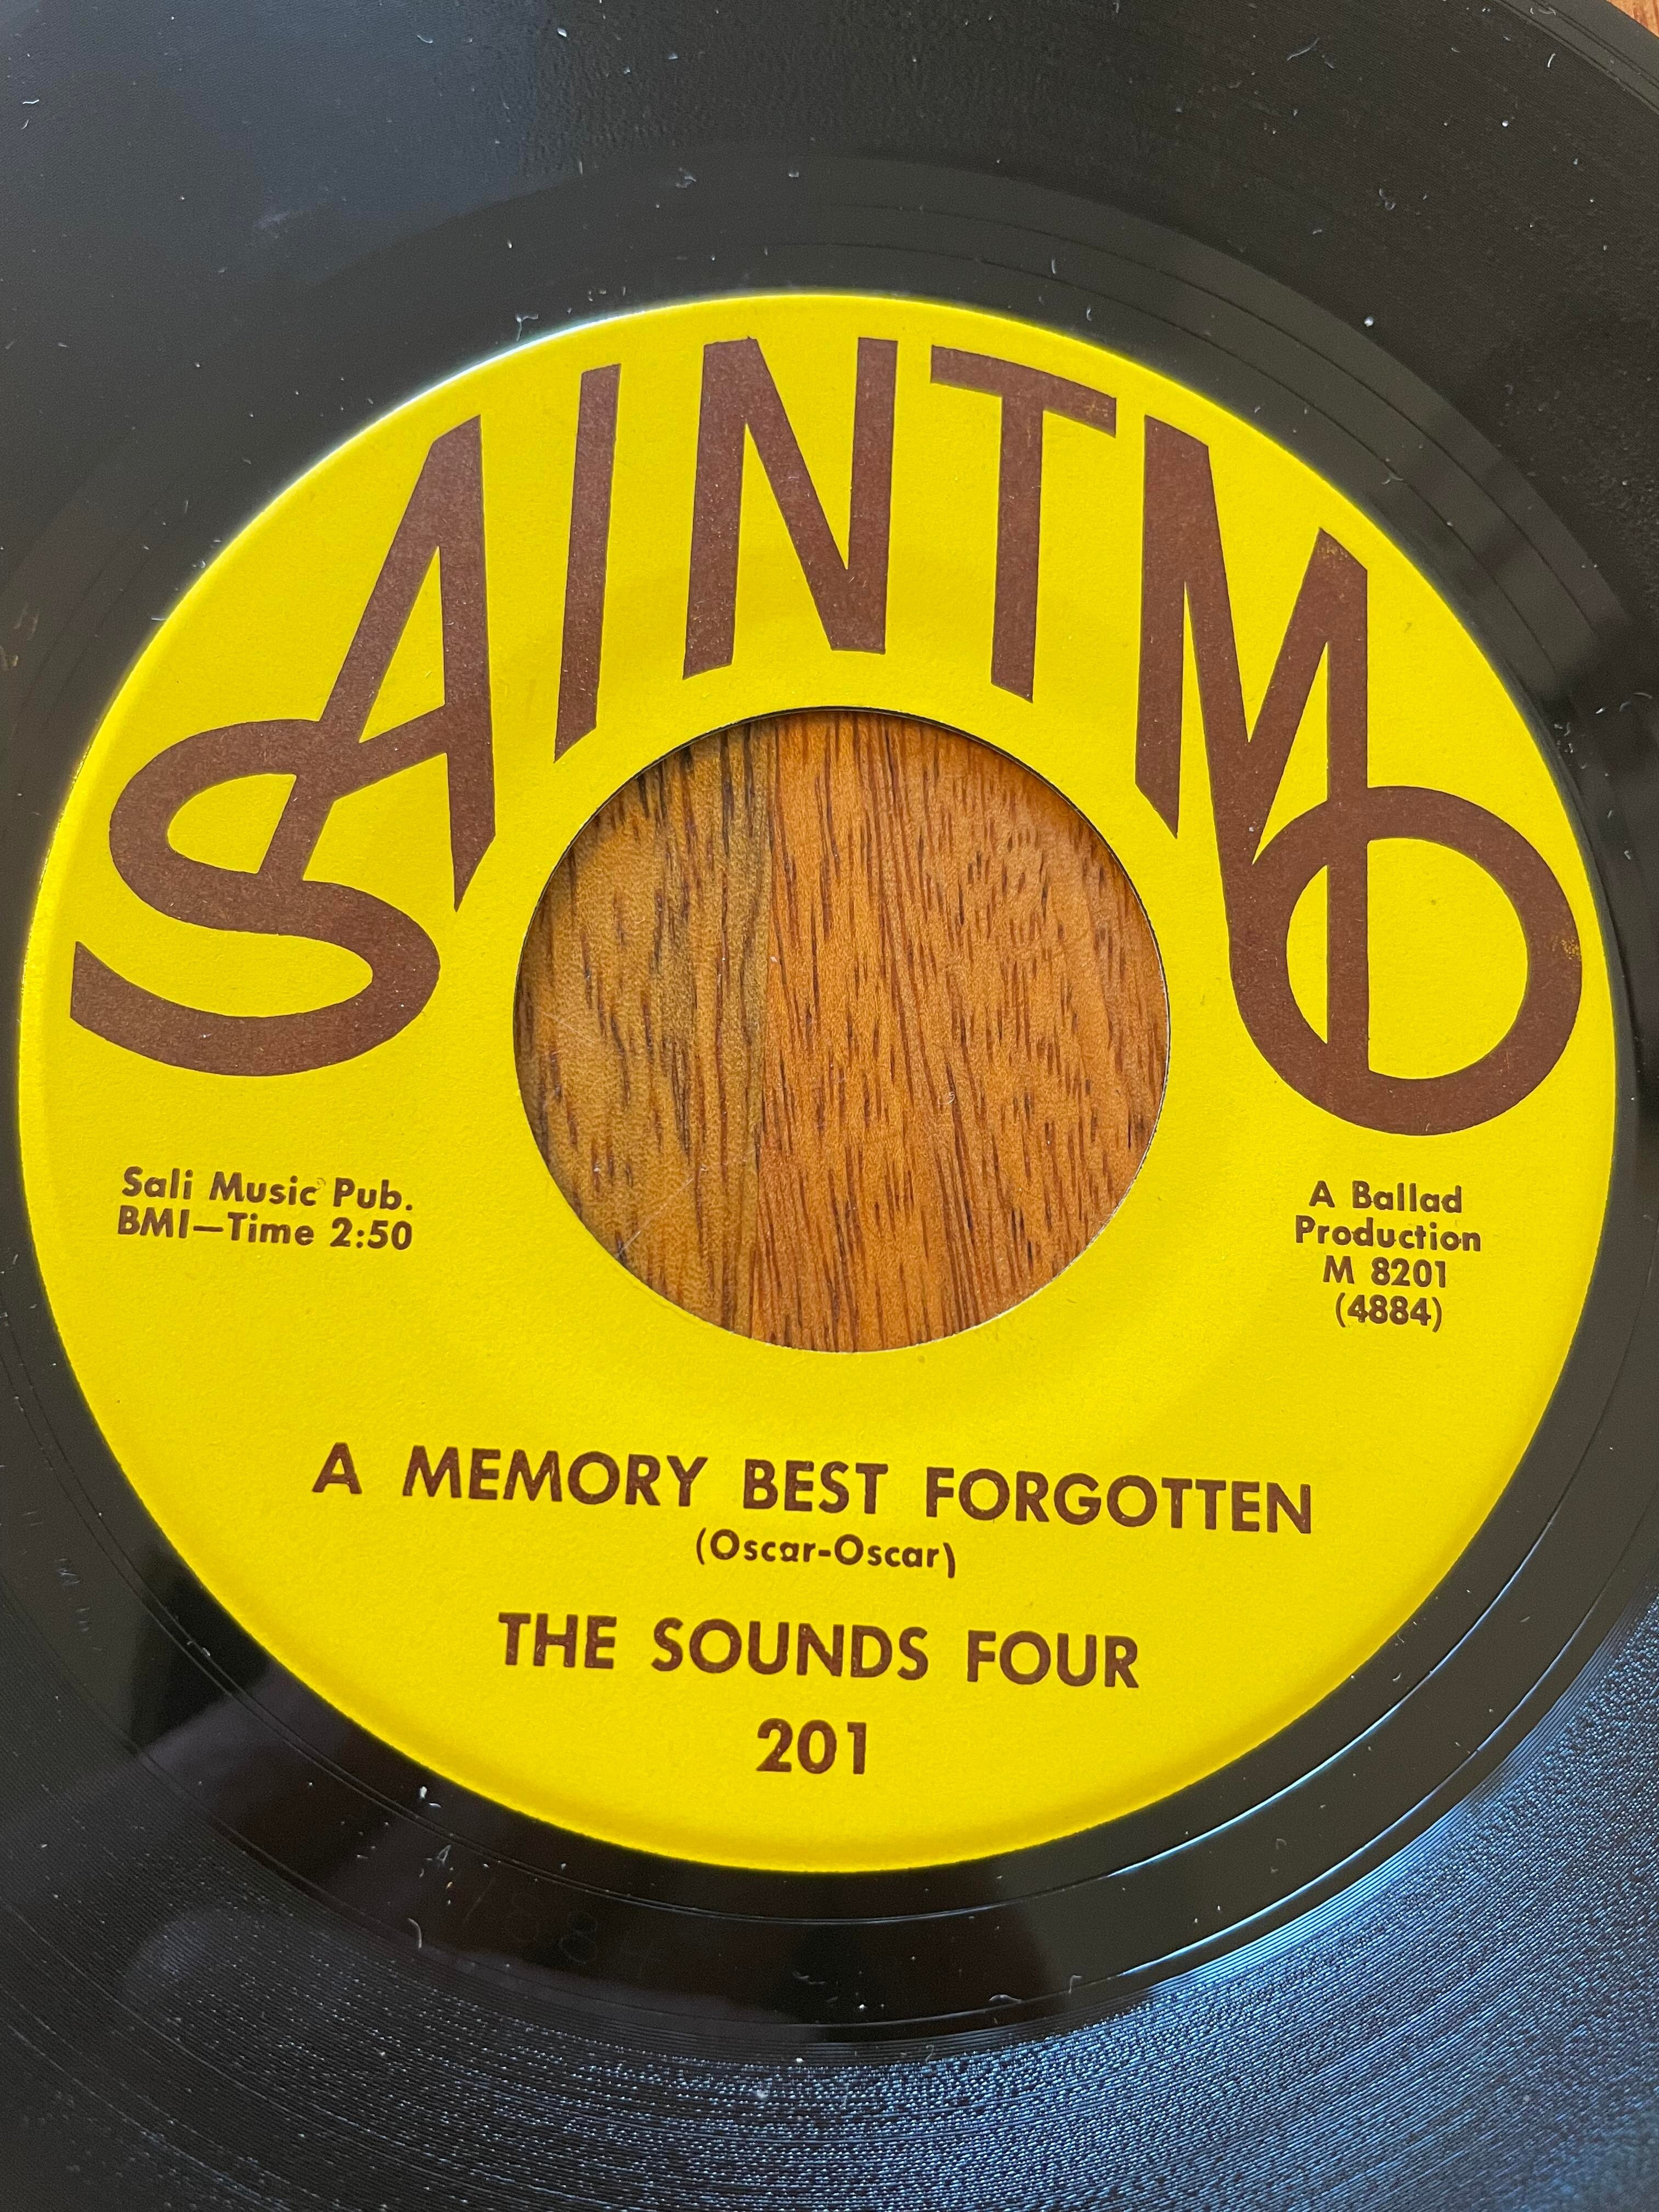 SAINTMO
Sali Music Pub.
BMI—Time 2:50
A Ballad
Production
M 8201
(4884)
A MEMORY BEST FORGOTTEN
(Oscar-Oscar)
THE SOUNDS FOUR
201